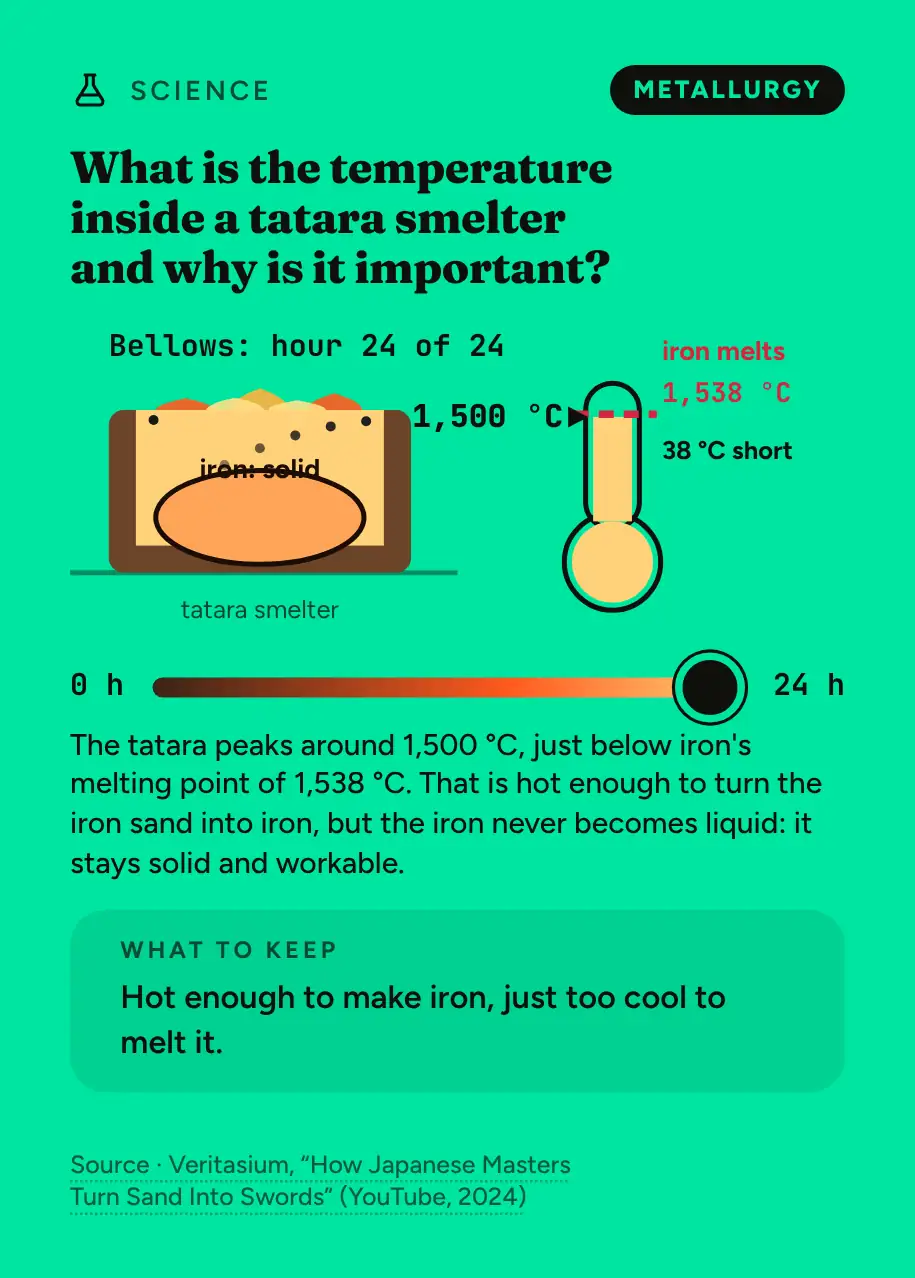 SCIENCE
METALLURGY
What is the temperature
inside a tatara smelter
and why is it important?
Bellows: hour 24 of 24
iron melts
1,538 °C
1,500 °C
38 °C short
iron: solid
tatara smelter
0 h
24 h
The tatara peaks around 1,500 °C, just below iron's
melting point of 1,538 °C. That is hot enough to turn the
iron sand into iron, but the iron never becomes liquid: it
stays solid and workable.
WHAT TO KEEP
Hot enough to make iron, just too cool to
melt it.
Source · Veritasium, “How Japanese Masters
Turn Sand Into Swords” (YouTube, 2024)